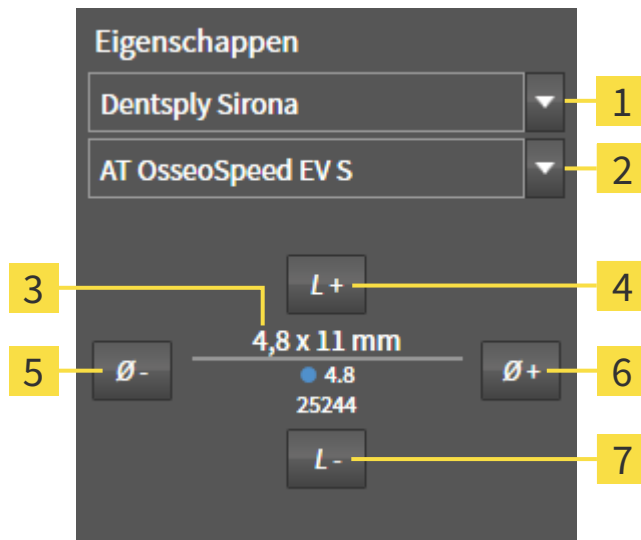 Eigenschappen
Dentsply Sirona
1
AT OsseoSpeed EV S
2
L +
4
3
4,8 x 11 mm
5
Ø -
4.8
Ø +
6
25244
L -
7